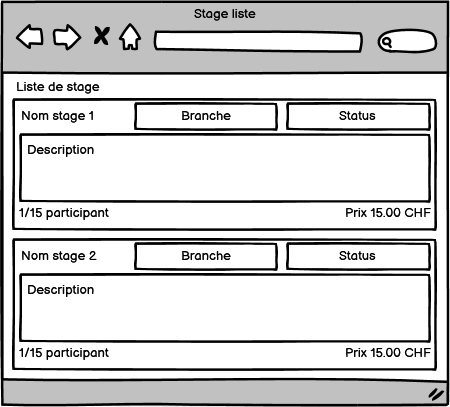 Stage liste
Liste de stage
Nom stage 1 Branche Status
Description
1/15 participant Prix 15.00 CHF
Nom stage 2 Branche Status
Description
1/15 participant Prix 15.00 CHF